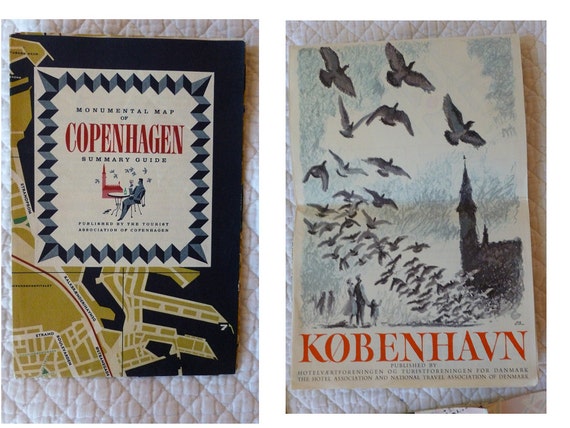 MONUMENTAL MAP
OF
COPENHAGEN
SUMMARY GUIDE
PUBLISHED BY THE TOURIST
ASSOCIATION OF COPENHAGEN
STRAND
KØBENHAVN
PUBLISHED BY
HOTELVÆRTFORENINGEN OG TURISTFORENINGEN FOR DANMARK
THE HOTEL ASSOCIATION AND NATIONAL TRAVEL ASSOCIATION OF DENMARK